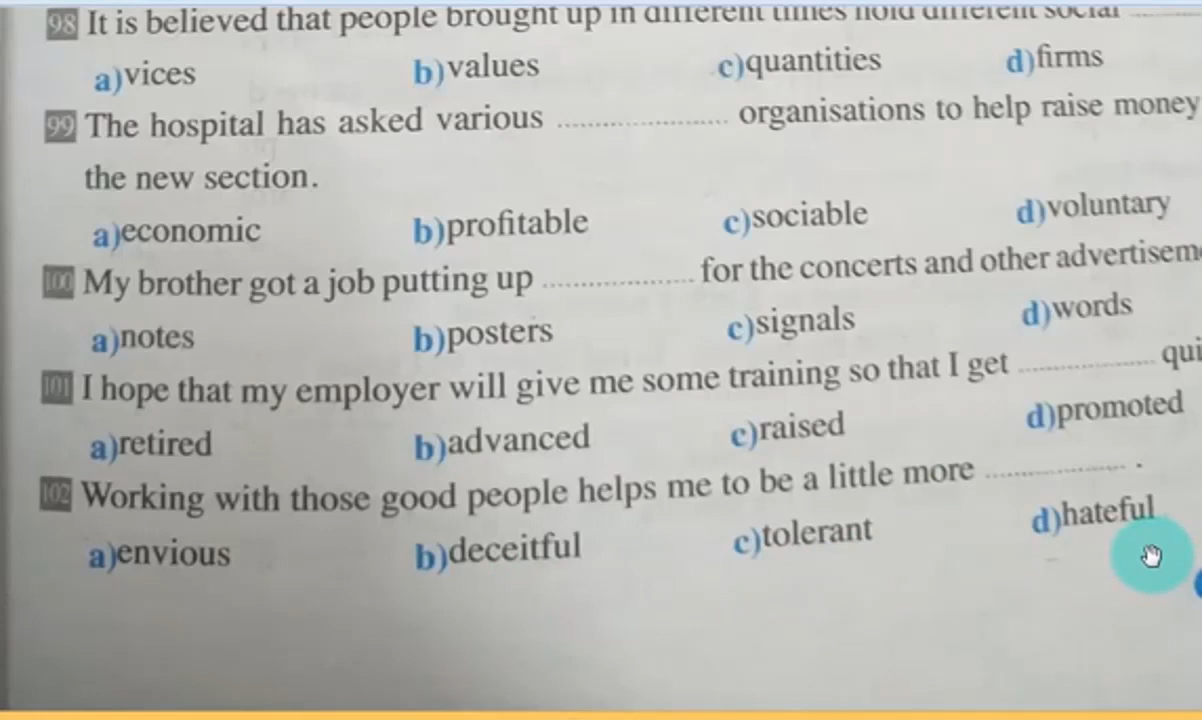 98 It is believed that people brought up in different times hold different social ....................
a)vices b)values c)quantities d)firms
99 The hospital has asked various .................... organisations to help raise money
the new section.
a)economic b)profitable c)sociable d)voluntary
100 My brother got a job putting up .................... for the concerts and other
a)notes b)posters c)signals d)words
101 I hope that my employer will give me some training so that I get ....................
a)retired b)advanced c)raised d)promoted
102 Working with those good people helps me to be a little more .................... .
a)envious b)deceitful c)tolerant d)hateful